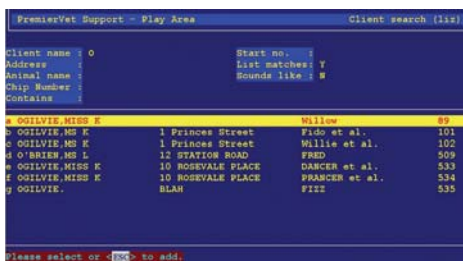 PremierVet Support - Play Area Client search (liz)
Client name : O Start no. :
Address : List matches: Y
Animal name : Sounds like : N
Chip Number :
Contains :
a OGILVIE,MISS K Willow 89
b OGILVIE,MS K 1 Princes Street Fido et al. 101
c OGILVIE,MS K 1 Princes Street Willie et al. 102
d O'BRIEN,MS L 12 STATION ROAD FRED 509
e OGILVIE,MISS K 10 ROSEVALE PLACE DANCER et al. 533
f OGILVIE,MISS K 10 ROSEVALE PLACE PRANCER et al. 534
g OGILVIE. BLAH FIZZ 535
Please select or <ESC> to add.